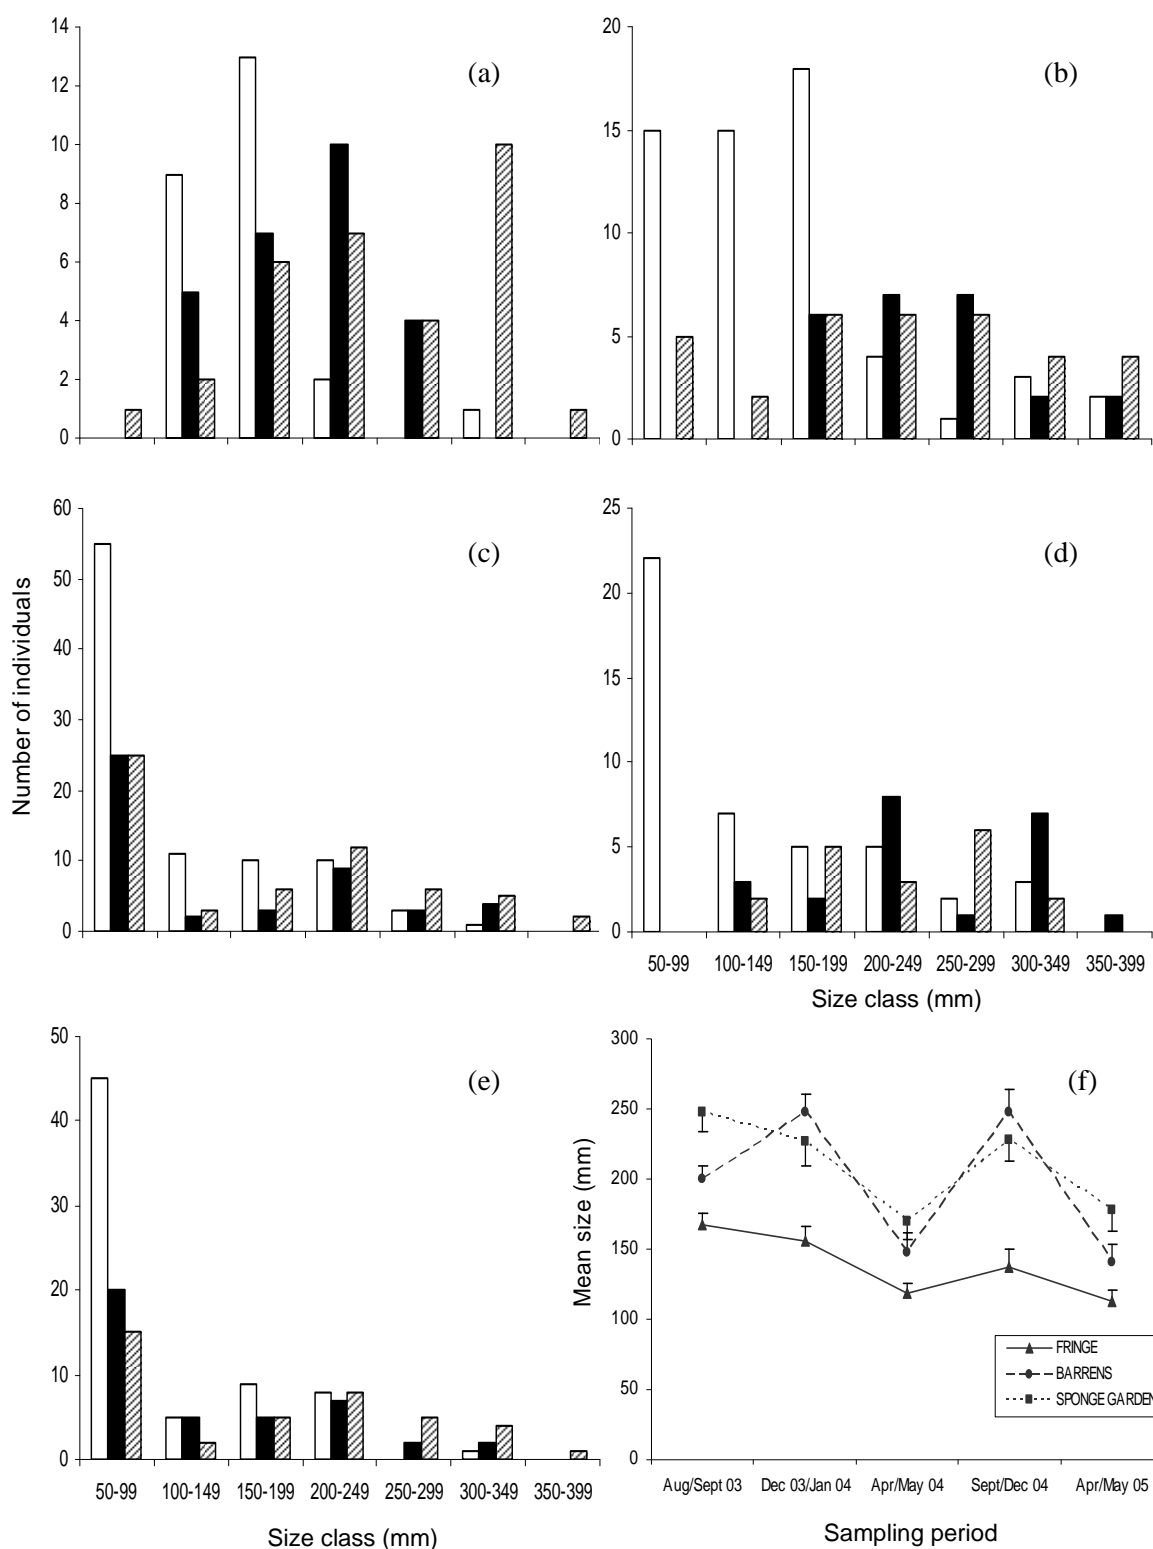 14
12
10
8
6
4
2
0
(a)
20
15
10
5
0
(b)
Number of individuals
60
50
40
30
20
10
0
(c)
25
20
15
10
5
0
(d)
50-99 100-149 150-199 200-249 250-299 300-349 350-399
Size class (mm)
50
40
30
20
10
0
(e)
50-99 100-149 150-199 200-249 250-299 300-349 350-399
Size class (mm)
Mean size (mm)
300
250
200
150
100
50
0
(f)
FRINGE
BARRENS
SPONGE GARDEN
Aug/Sept 03 Dec 03/Jan 04 Apr/May 04 Sept/Dec 04 Apr/May 05
Sampling period